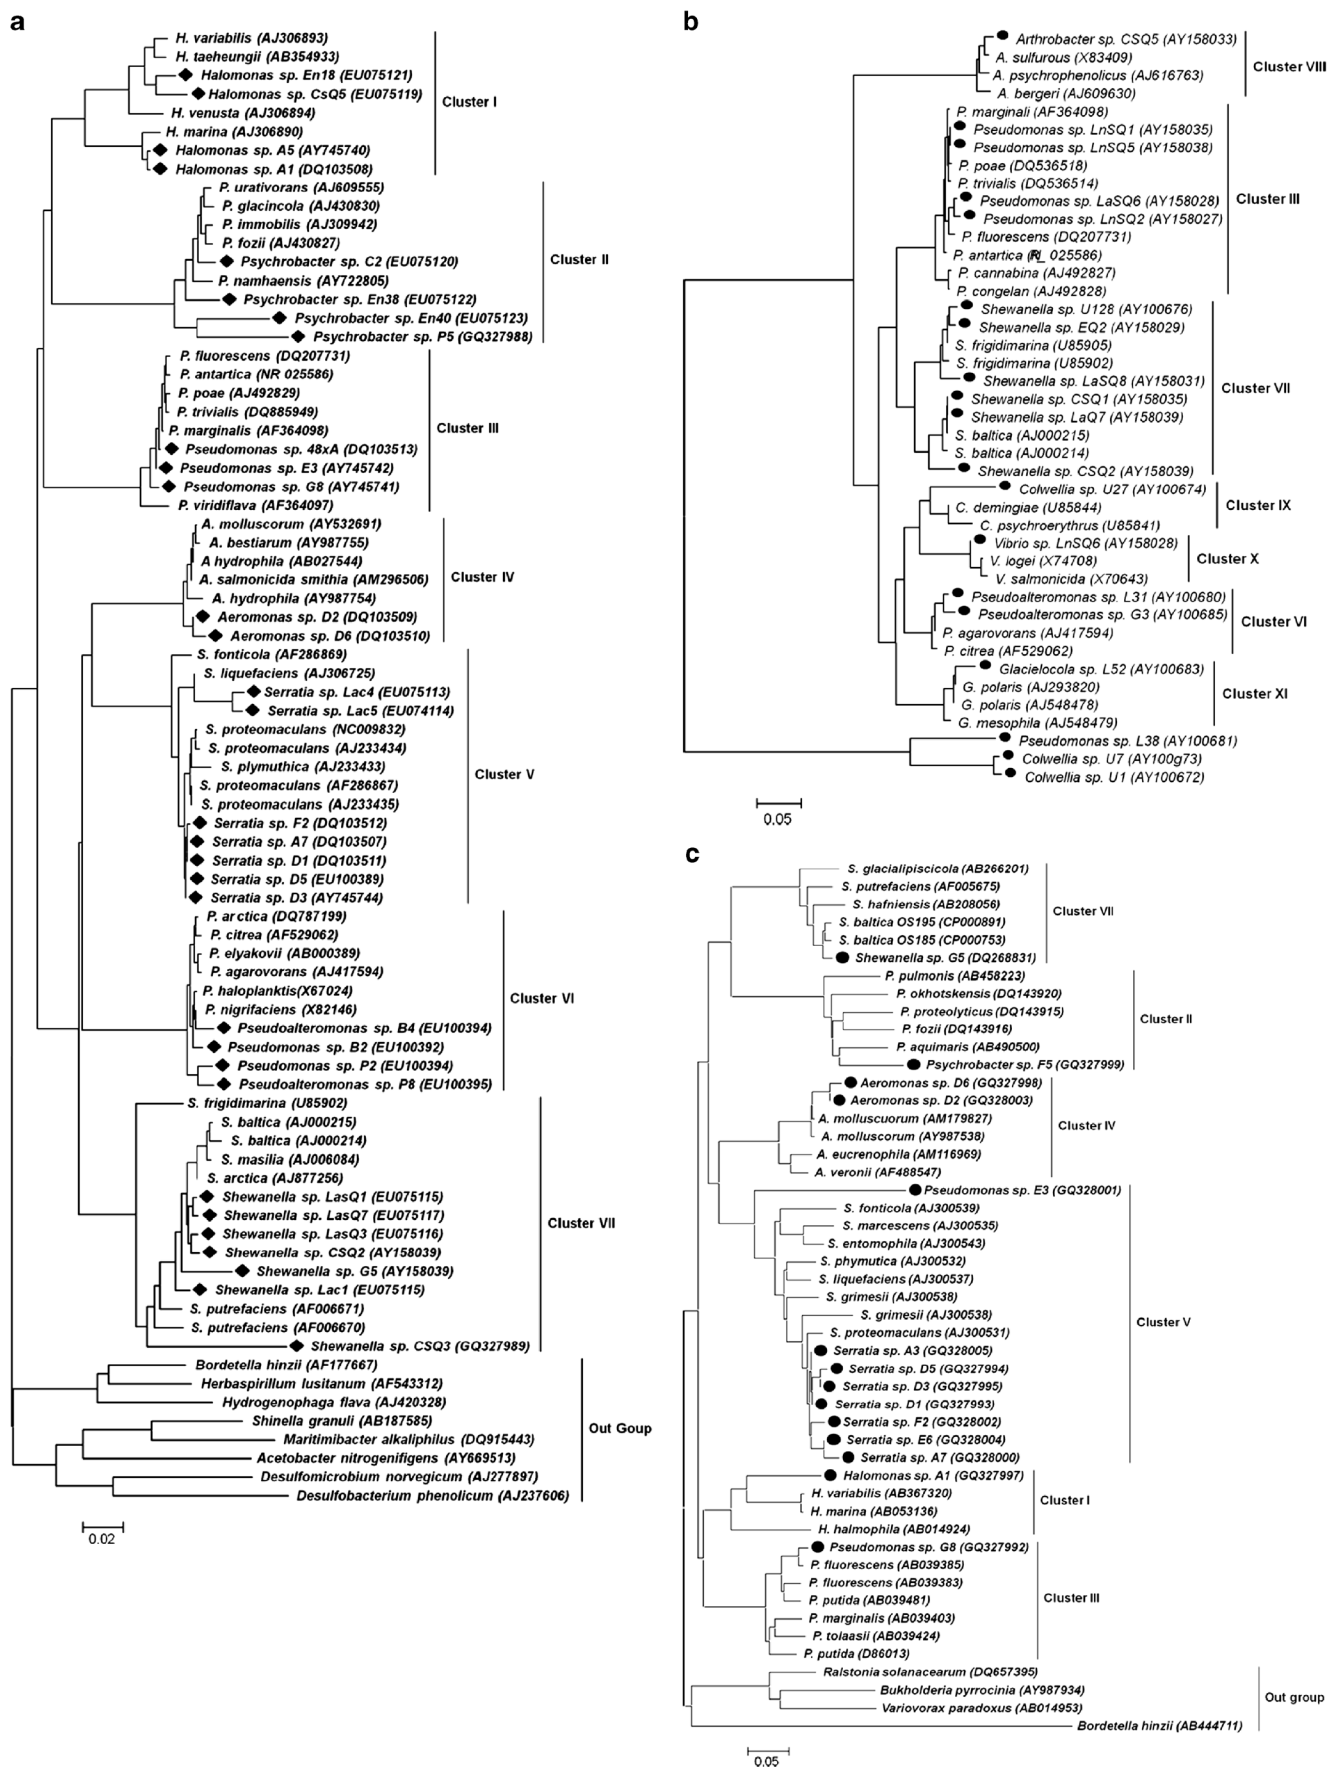 a
H. variabilis (AJ306893)
H. taeheungii (AB354933)
Halomonas sp. En18 (EU075121)
Halomonas sp. CsQ5 (EU075119)
H. venusta (AJ306894)
H. marina (AJ306890)
Halomonas sp. A5 (AY745740)
Halomonas sp. A1 (DQ103508)
Cluster I
P. urativorans (AJ609555)
P. glacincola (AJ430830)
P. immobilis (AJ309942)
P. fozii (AJ430827)
Psychrobacter sp. C2 (EU075120)
P. namhaensis (AY722805)
Psychrobacter sp. En38 (EU075122)
Psychrobacter sp. En40 (EU075123)
Psychrobacter sp. P5 (GQ327988)
Cluster II
P. fluorescens (DQ207731)
P. antartica (NR 025586)
P. poae (AJ492829)
P. trivialis (DQ885949)
P. marginalis (AF364098)
Pseudomonas sp. 48xA (DQ103513)
Pseudomonas sp. E3 (AY745742)
Pseudomonas sp. G8 (AY745741)
P. viridiflava (AF364097)
Cluster III
A. molluscorum (AY532691)
A. bestiarum (AY987755)
A hydrophila (AB027544)
A. salmonicida smithia (AM296506)
A. hydrophila (AY987754)
Aeromonas sp. D2 (DQ103509)
Aeromonas sp. D6 (DQ103510)
Cluster IV
S. fonticola (AF286869)
S. liquefaciens (AJ306725)
Serratia sp. Lac4 (EU075113)
Serratia sp. Lac5 (EU074114)
S. proteomaculans (NC009832)
S. proteomaculans (AJ233434)
S. plymuthica (AJ233433)
S. proteomaculans (AF286867)
S. proteomaculans (AJ233435)
Serratia sp. F2 (DQ103512)
Serratia sp. A7 (DQ103507)
Serratia sp. D1 (DQ103511)
Serratia sp. D5 (EU100389)
Serratia sp. D3 (AY745744)
Cluster V
P. arctica (DQ787199)
P. citrea (AF529062)
P. elyakovii (AB000389)
P. agarovorans (AJ417594)
P. haloplanktis(X67024)
P. nigrifaciens (X82146)
Pseudoalteromonas sp. B4 (EU100394)
Pseudomonas sp. B2 (EU100392)
Pseudomonas sp. P2 (EU100394)
Pseudoalteromonas sp. P8 (EU100395)
Cluster VI
S. frigidimarina (U85902)
S. baltica (AJ000215)
S. baltica (AJ000214)
S. masilia (AJ006084)
S. arctica (AJ877256)
Shewanella sp. LasQ1 (EU075115)
Shewanella sp. LasQ7 (EU075117)
Shewanella sp. LasQ3 (EU075116)
Shewanella sp. CSQ2 (AY158039)
Shewanella sp. G5 (AY158039)
Shewanella sp. Lac1 (EU075115)
S. putrefaciens (AF006671)
S. putrefaciens (AF006670)
Shewanella sp. CSQ3 (GQ327989)
Cluster VII
Bordetella hinzii (AF177667)
Herbaspirillum lusitanum (AF543312)
Hydrogenophaga flava (AJ420328)
Shinella granuli (AB187585)
Maritimibacter alkaliphilus (DQ915443)
Acetobacter nitrogenifigens (AY669513)
Desulfomicrobium norvegicum (AJ277897)
Desulfobacterium phenolicum (AJ237606)
Out Goup
0.02
b
Arthrobacter sp. CSQ5 (AY158033)
A. sulfurous (X83409)
A. psychrophenolicus (AJ616763)
A. bergeri (AJ609630)
Cluster VIII
P. marginali (AF364098)
Pseudomonas sp. LnSQ1 (AY158035)
Pseudomonas sp. LnSQ5 (AY158038)
P. poae (DQ536518)
P. trivialis (DQ536514)
Pseudomonas sp. LaSQ6 (AY158028)
Pseudomonas sp. LnSQ2 (AY158027)
P. fluorescens (DQ207731)
P. antartica 025586)
P. cannabina (AJ492827)
P. congelan (AJ492828)
Cluster III
Shewanella sp. U128 (AY100676)
Shewanella sp. EQ2 (AY158029)
S. frigidimarina (U85905)
S. frigidimarina (U85902)
Shewanella sp. LaSQ8 (AY158031)
Shewanella sp. CSQ1 (AY158035)
Shewanella sp. LaQ7 (AY158039)
S. baltica (AJ000215)
S. baltica (AJ000214)
Shewanella sp. CSQ2 (AY158039)
Cluster VII
Colwellia sp. U27 (AY100674)
C. demingiae (U85844)
C. psychroerythrus (U85841)
Cluster IX
Vibrio sp. LnSQ6 (AY158028)
V. logei (X74708)
V. salmonicida (X70643)
Cluster X
Pseudoalteromonas sp. L31 (AY100680)
Pseudoalteromonas sp. G3 (AY100685)
P. agarovorans (AJ417594)
P. citrea (AF529062)
Cluster VI
Glacielocola sp. L52 (AY100683)
G. polaris (AJ293820)
G. polaris (AJ548478)
G. mesophila (AJ548479)
Cluster XI
Pseudomonas sp. L38 (AY100681)
Colwellia sp. U7 (AY100g73)
Colwellia sp. U1 (AY100672)
0.05
c
S. glacialipiscicola (AB266201)
S. putrefaciens (AF005675)
S. hafniensis (AB208056)
S. baltica OS195 (CP000891)
S. baltica OS185 (CP000753)
Shewanella sp. G5 (DQ268831)
Cluster VII
P. pulmonis (AB458223)
P. okhotskensis (DQ143920)
P. proteolyticus (DQ143915)
P. fozii (DQ143916)
P. aquimaris (AB490500)
Psychrobacter sp. F5 (GQ327999)
Cluster II
Aeromonas sp. D6 (GQ327998)
Aeromonas sp. D2 (GQ328003)
A. molluscuorum (AM179827)
A. molluscorum (AY987538)
A. eucrenophila (AM116969)
A. veronii (AF488547)
Cluster IV
Pseudomonas sp. E3 (GQ328001)
S. fonticola (AJ300539)
S. marcescens (AJ300535)
S. entomophila (AJ300543)
S. phymutica (AJ300532)
S. liquefaciens (AJ300537)
S. grimesii (AJ300538)
S. grimesii (AJ300538)
S. proteomaculans (AJ300531)
Serratia sp. A3 (GQ328005)
Serratia sp. D5 (GQ327994)
Serratia sp. D3 (GQ327995)
Serratia sp. D1 (GQ327993)
Serratia sp. F2 (GQ328002)
Serratia sp. E6 (GQ328004)
Serratia sp. A7 (GQ328000)
Cluster V
Halomonas sp. A1 (GQ327997)
H. variabilis (AB367320)
H. marina (AB053136)
H. halmophila (AB014924)
Cluster I
Pseudomonas sp. G8 (GQ327992)
P. fluorescens (AB039385)
P. fluorescens (AB039383)
P. putida (AB039481)
P. marginalis (AB039403)
P. tolaasii (AB039424)
P. putida (D86013)
Cluster III
Ralstonia solanacearum (DQ657395)
Bukholderia pyrrocinia (AY987934)
Variovorax paradoxus (AB014953)
Bordetella hinzii (AB444711)
Out group
0.05